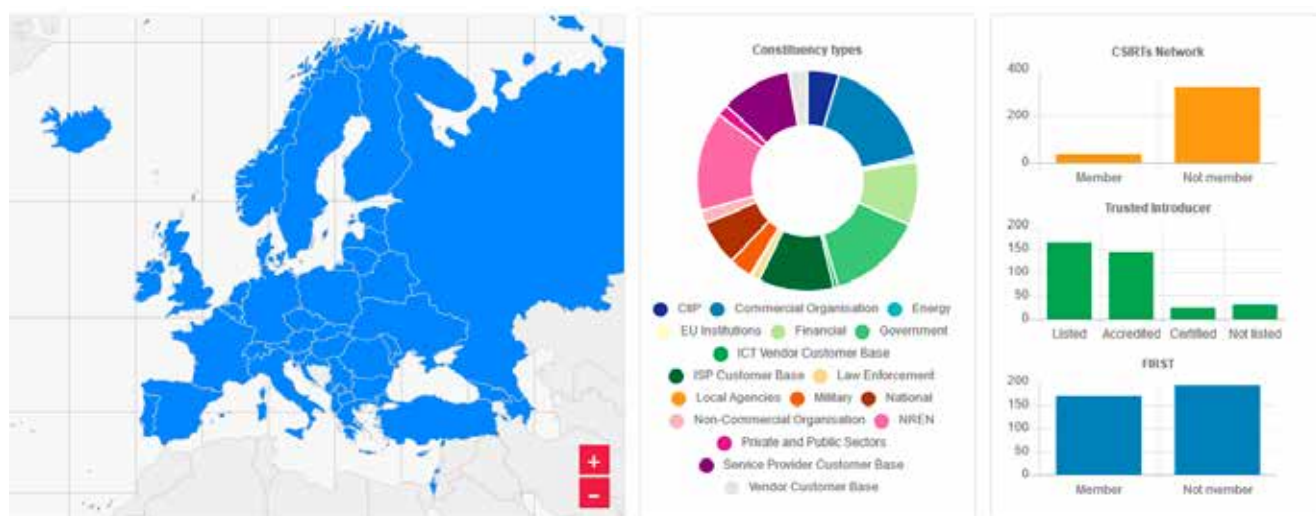 Constituency types
CIIP Commercial Organisation Energy
EU Institutions Financial Government
ICT Vendor Customer Base
ISP Customer Base Law Enforcement
Local Agencies Military National
Non-Commercial Organisation NREN
Private and Public Sectors
Service Provider Customer Base
Vendor Customer Base
+
−
CSIRTs Network
400
200
0
Member Not member
Trusted Introducer
200
150
100
50
0
Listed Accredited Certified Not listed
FIRST
200
150
100
50
0
Member Not member